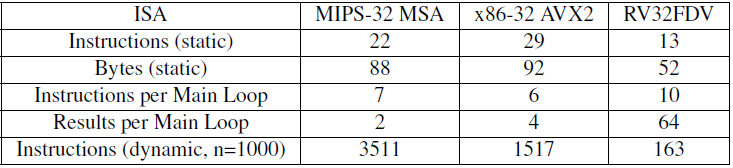 ISA MIPS-32 MSA x86-32 AVX2 RV32FDV
Instructions (static) 22 29 13
Bytes (static) 88 92 52
Instructions per Main Loop 7 6 10
Results per Main Loop 2 4 64
Instructions (dynamic, n=1000) 3511 1517 163